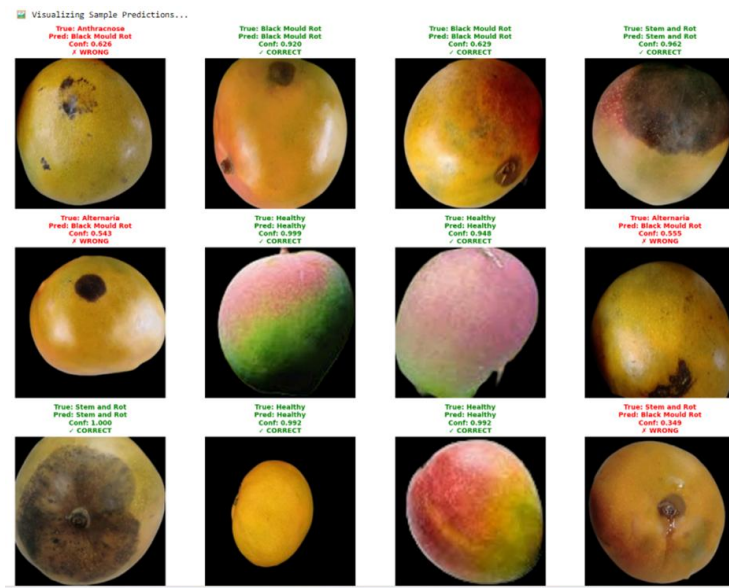 🖼️ Visualizing Sample Predictions...
True: Anthracnose
Pred: Black Mould Rot
Conf: 0.626
✗ WRONG
True: Black Mould Rot
Pred: Black Mould Rot
Conf: 0.920
✓ CORRECT
True: Black Mould Rot
Pred: Black Mould Rot
Conf: 0.629
✓ CORRECT
True: Stem and Rot
Pred: Stem and Rot
Conf: 0.962
✓ CORRECT
True: Alternaria
Pred: Black Mould Rot
Conf: 0.543
✗ WRONG
True: Healthy
Pred: Healthy
Conf: 0.999
✓ CORRECT
True: Healthy
Pred: Healthy
Conf: 0.948
✓ CORRECT
True: Alternaria
Pred: Black Mould Rot
Conf: 0.555
✗ WRONG
True: Stem and Rot
Pred: Stem and Rot
Conf: 1.000
✓ CORRECT
True: Healthy
Pred: Healthy
Conf: 0.992
✓ CORRECT
True: Healthy
Pred: Healthy
Conf: 0.992
✓ CORRECT
True: Stem and Rot
Pred: Black Mould Rot
Conf: 0.349
✗ WRONG